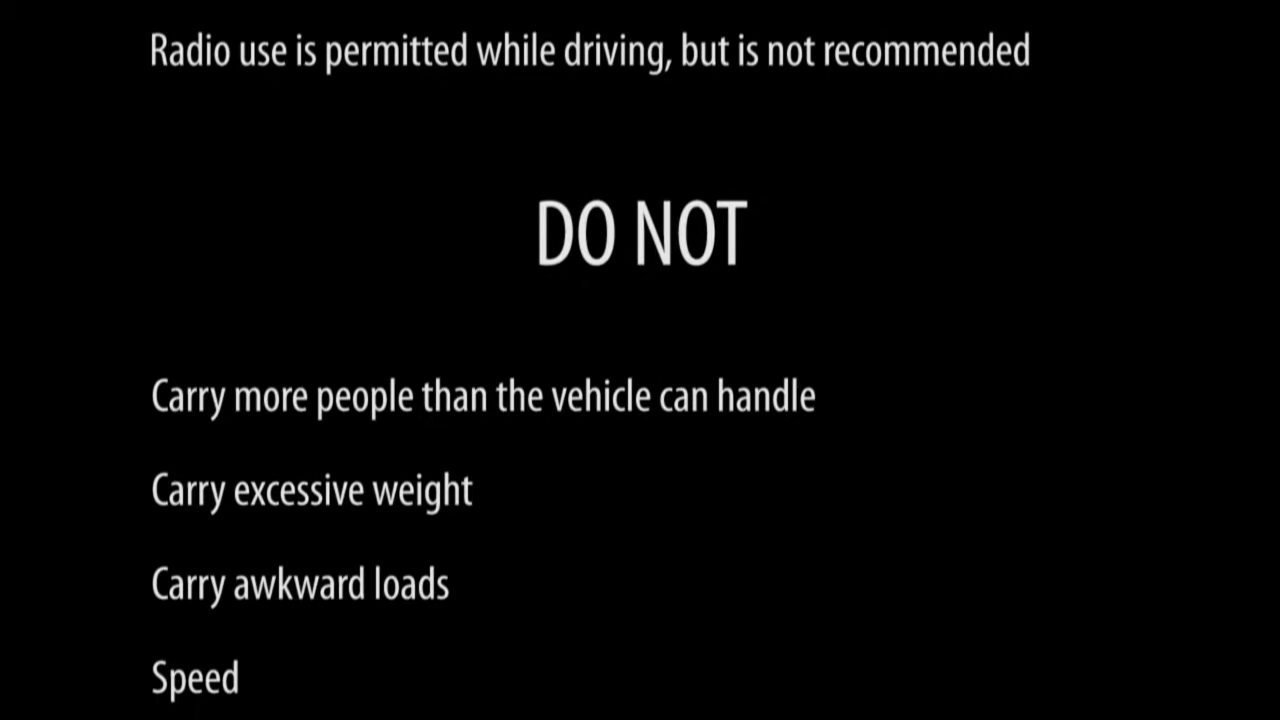 Radio use is permitted while driving, but is not recommended
DO NOT
Carry more people than the vehicle can handle
Carry excessive weight
Carry awkward loads
Speed